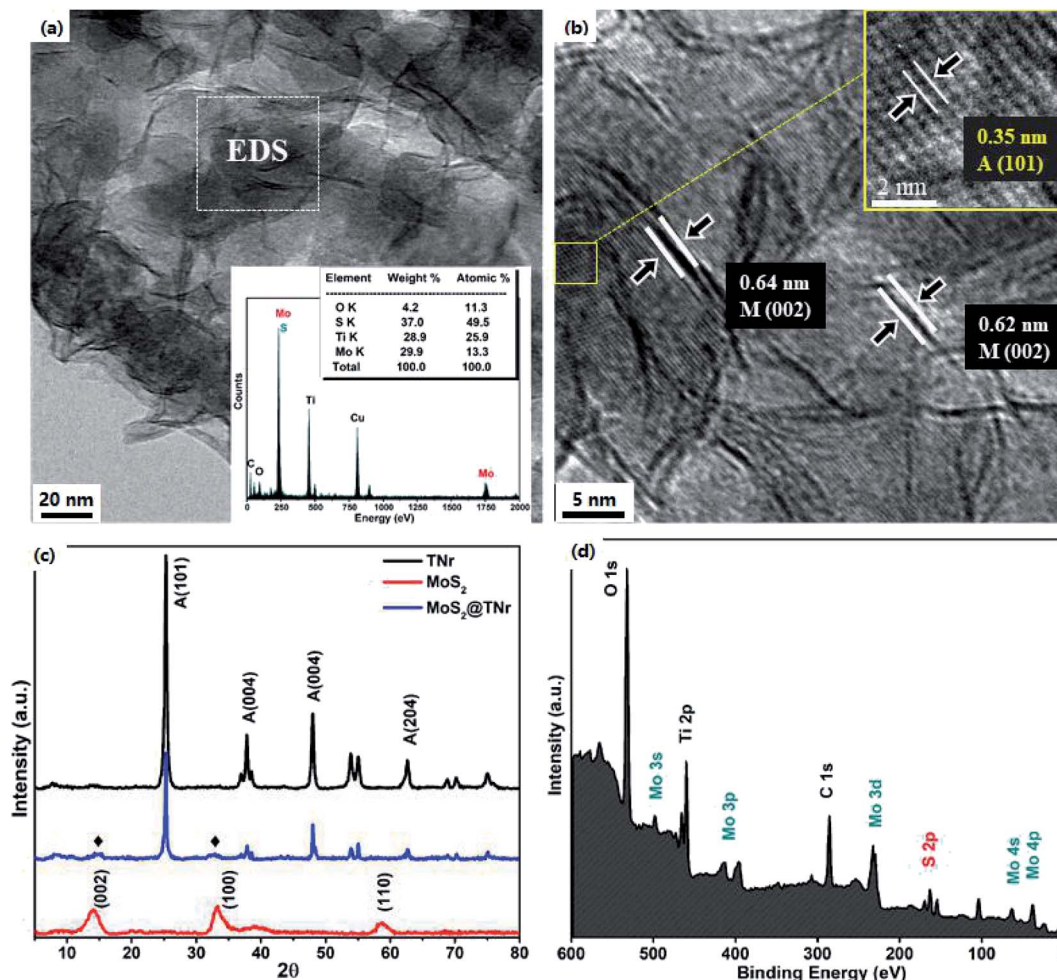 (a)
EDS
Element Weight % Atomic %
O K 4.2 11.3
S K 37.0 49.5
Ti K 28.9 25.9
Mo K 29.9 13.3
Total 100.0 100.0
Mo
S
Ti
Cu
C
O
Mo
Counts
0 250 500 750 1000 1250 1500 1750 2000
Energy (eV)
20 nm
(b)
0.35 nm
A (101)
2 nm
0.64 nm
M (002)
0.62 nm
M (002)
5 nm
(c)
TNr
MoS2
MoS2@TNr
A(101)
A(004)
A(004)
A(204)
(002)
(100)
(110)
Intensity (a.u.)
10 20 30 40 50 60 70 80
2θ
(d)
O 1s
Mo 3s
Ti 2p
Mo 3p
C 1s
Mo 3d
S 2p
Mo 4s
Mo 4p
Intensity (a.u.)
600 500 400 300 200 100
Binding Energy (eV)